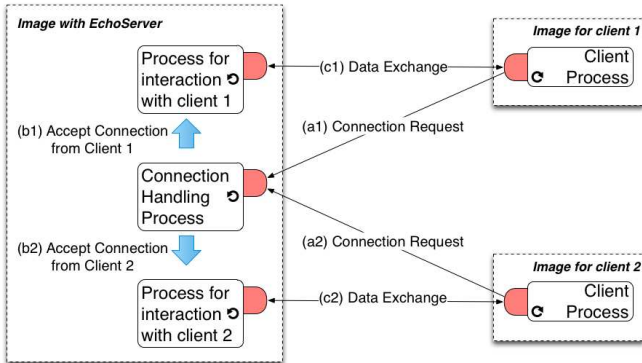 Image with EchoServer
Process for
interaction
with client 1
(b1) Accept Connection
from Client 1
Connection
Handling
Process
(b2) Accept Connection
from Client 2
Process for
interaction
with client 2
(c1) Data Exchange
(a1) Connection Request
(a2) Connection Request
(c2) Data Exchange
Image for client 1
Client
Process
Image for client 2
Client
Process